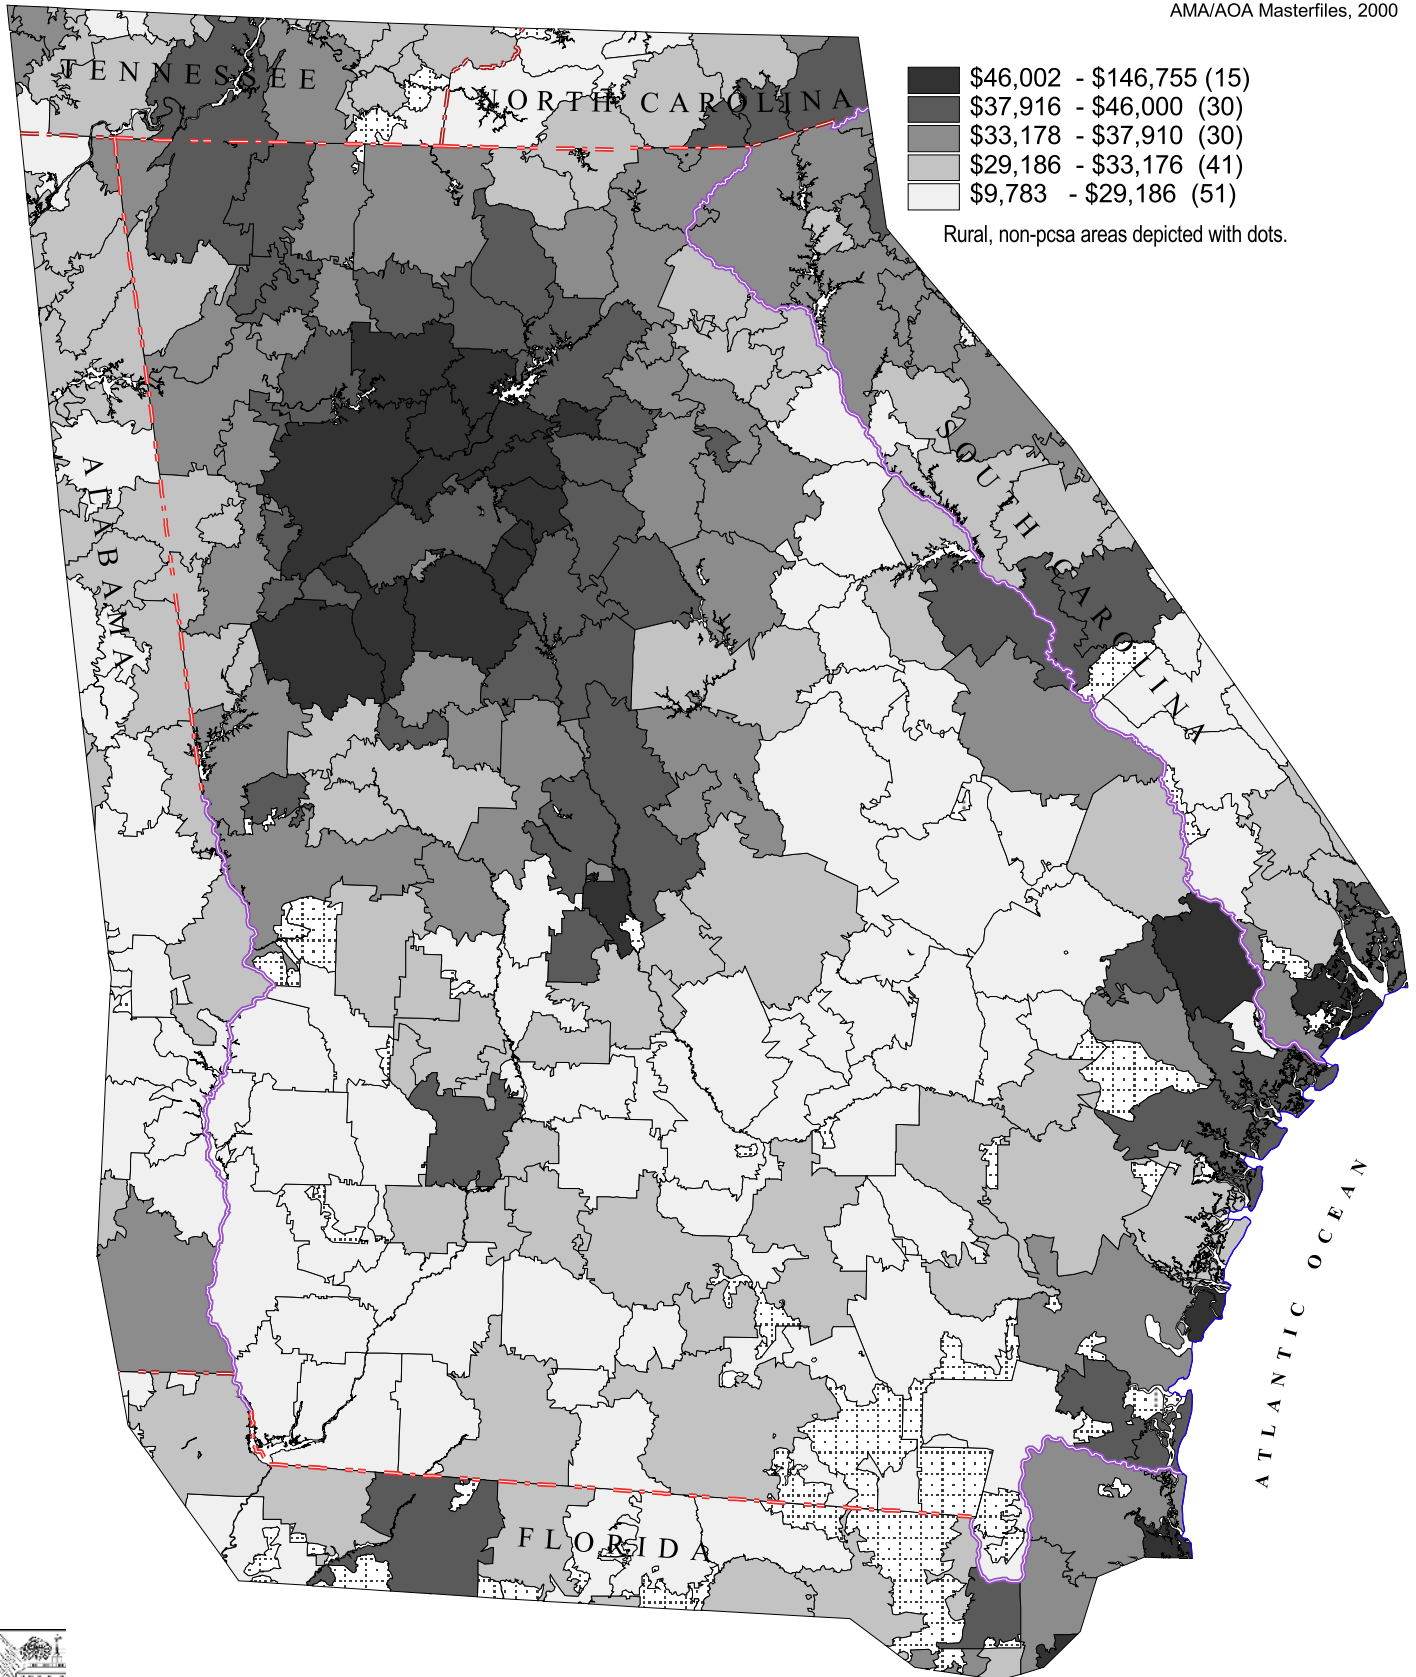 AMA/AOA Masterfiles, 2000
$46,002 - $146,755 (15)
$37,916 - $46,000 (30)
$33,178 - $37,910 (30)
$29,186 - $33,176 (41)
$9,783 - $29,186 (51)
Rural, non-pcsa areas depicted with dots.
TENNESSEE
NORTH CAROLINA
SOUTH CAROLINA
ALABAMA
ATLANTIC OCEAN
FLORIDA